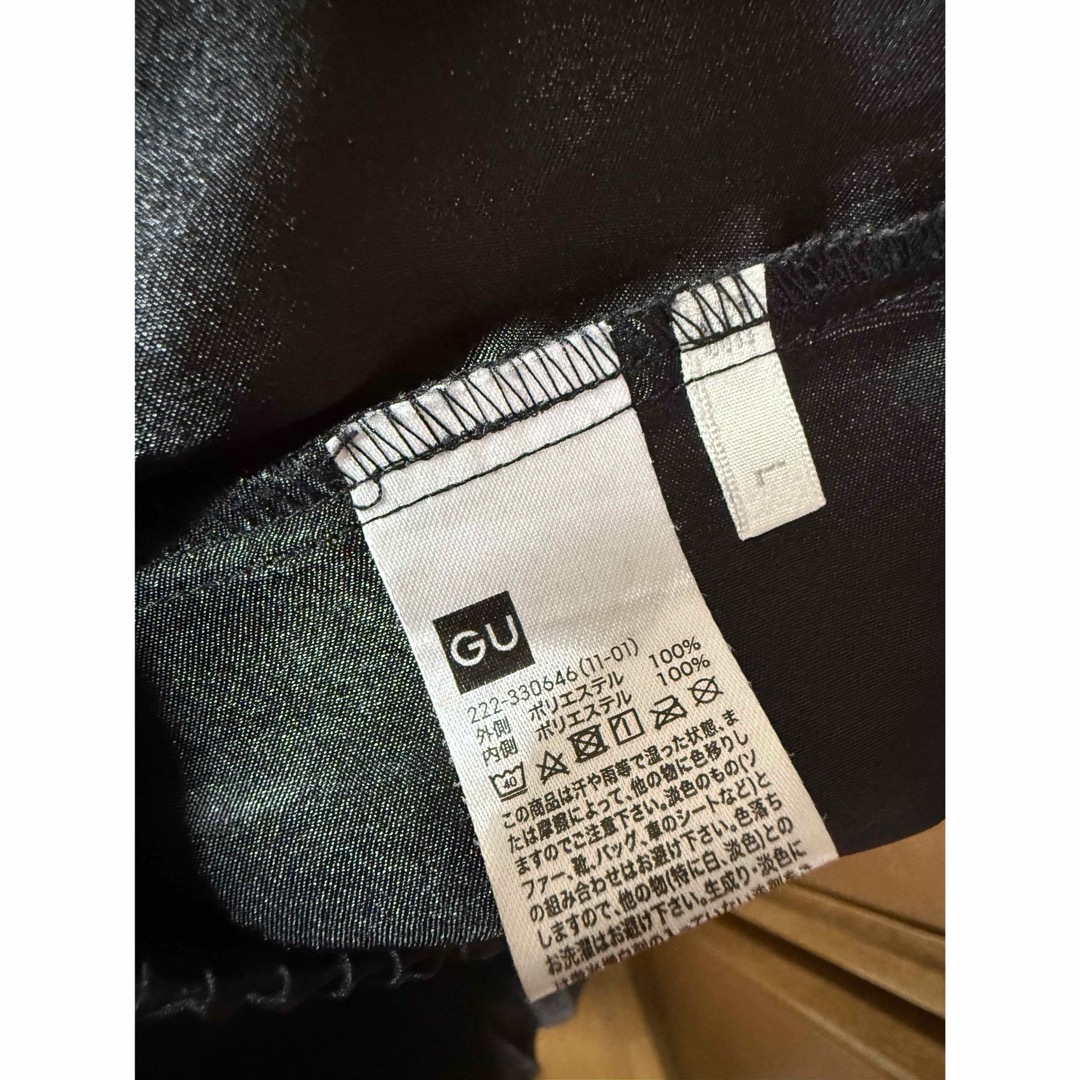 L
GU
222-330646(11-01)
外側 ポリエステル 100%
内側 ポリエステル 100%
40
この商品は汗や雨等で湿った状態、ま
たは摩擦によって、他の物に色移りし
ますのでご注意下さい。淡色のもの(ソ
ファー、靴、バッグ、車のシートなど)と
の組み合わせはお避け下さい。色落ち
しますので、他の物(特に白、淡色)との
お洗濯はお避け下さい。生成り・淡色に